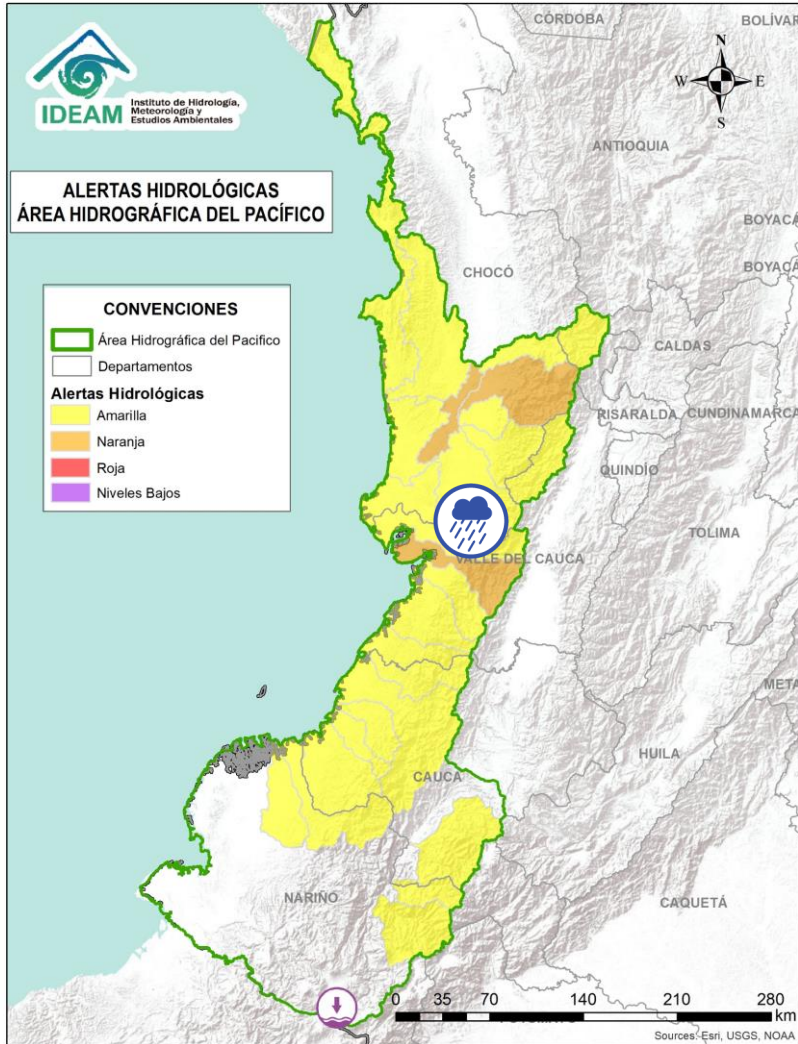 CÓRDOBA
BOLÍVAR
N
W
E
S
IDEAM
Instituto de Hidrología,
Meteorología y
Estudios Ambientales
ANTIOQUIA
ALERTAS HIDROLÓGICAS
ÁREA HIDROGRÁFICA DEL PACÍFICO
BOYACÁ
BOYACÁ
CHOCÓ
CONVENCIONES
Área Hidrográfica del Pacífico
Departamentos
Alertas Hidrológicas
Amarilla
Naranja
Roja
Niveles Bajos
CALDAS
RISARALDA
CUNDINAMARCA
QUINDÍO
TOLIMA
VALLE DEL CAUCA
META
HUILA
CAUCA
NARIÑO
CAQUETÁ
0 35 70 140 210 280
km
Sources: Esri, USGS, NOAA